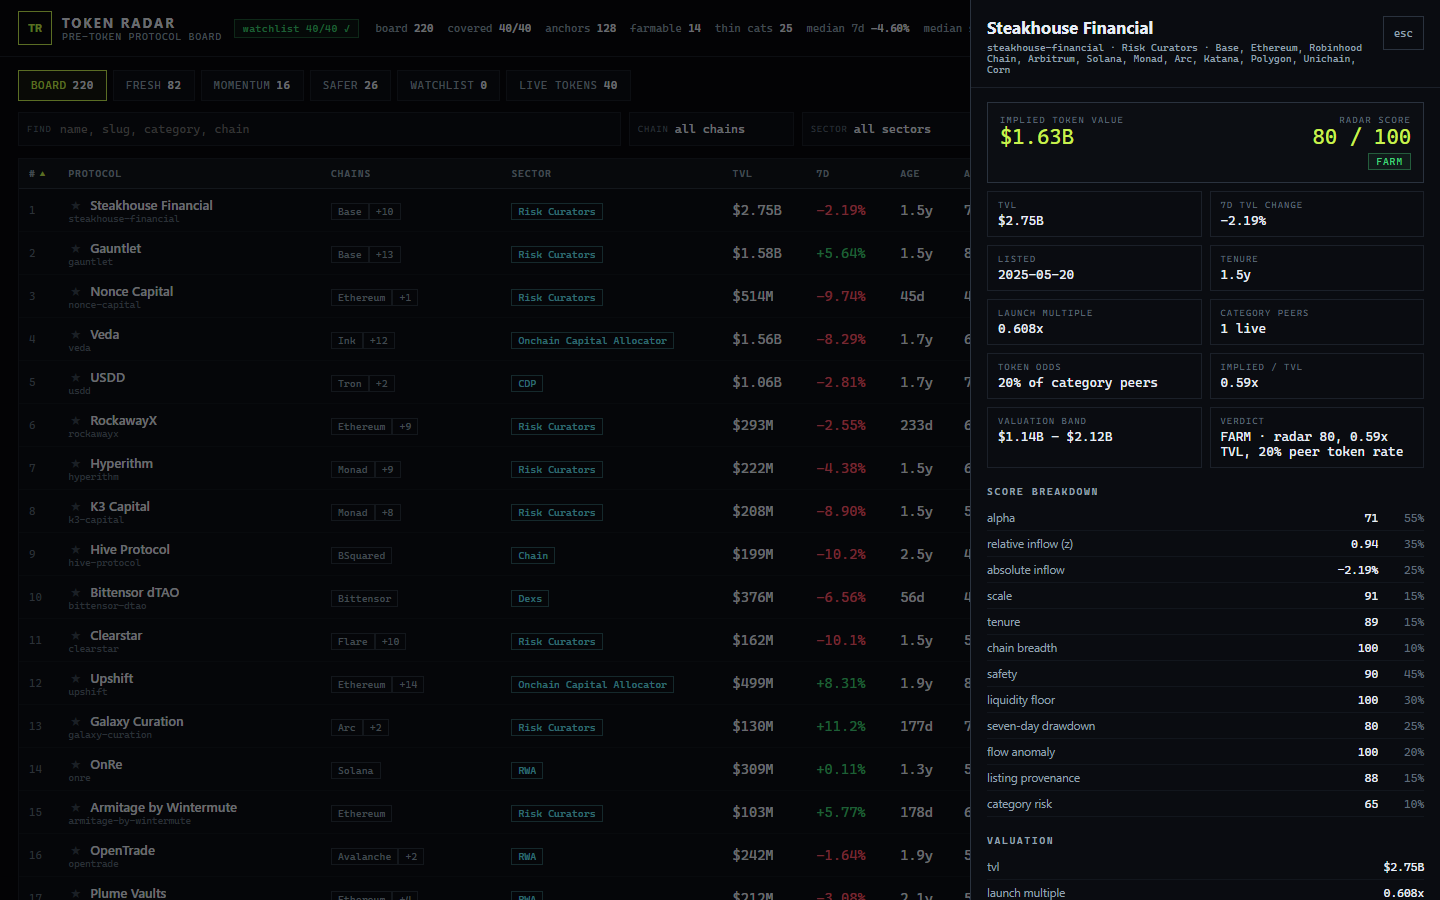 TR
TOKEN RADAR
PRE-TOKEN PROTOCOL BOARD
watchlist 40/40 ✓
board 220 covered 40/40 anchors 128 farmable 14 thin cats 25 median 7d −4.60% median
BOARD 220
FRESH 82
MOMENTUM 16
SAFER 26
WATCHLIST 0
LIVE TOKENS 40
FIND name, slug, category, chain
CHAIN all chains
SECTOR all sectors
# ▲ PROTOCOL CHAINS SECTOR TVL 7D AGE
1 ★ Steakhouse Financial Base +10 Risk Curators $2.75B −2.19% 1.5y
steakhouse-financial
2 ★ Gauntlet Base +13 Risk Curators $1.58B +5.64% 1.5y
gauntlet
3 ★ Nonce Capital Ethereum +1 Risk Curators $514M −9.74% 45d
nonce-capital
4 ★ Veda Ink +12 Onchain Capital Allocator $1.56B −8.29% 1.7y
veda
5 ★ USDD Tron +2 CDP $1.06B −2.81% 1.7y
usdd
6 ★ RockawayX Ethereum +9 Risk Curators $293M −2.55% 233d
rockawayx
7 ★ Hyperithm Monad +9 Risk Curators $222M −4.38% 1.5y
hyperithm
8 ★ K3 Capital Monad +8 Risk Curators $208M −8.90% 1.5y
k3-capital
9 ★ Hive Protocol BSquared Chain $199M −10.2% 2.5y
hive-protocol
10 ★ Bittensor dTAO Bittensor Dexs $376M −6.56% 56d
bittensor-dtao
11 ★ Clearstar Flare +10 Risk Curators $162M −10.1% 1.5y
clearstar
12 ★ Upshift Ethereum +14 Onchain Capital Allocator $499M +8.31% 1.9y
upshift
13 ★ Galaxy Curation Arc +2 Risk Curators $130M +11.2% 177d
galaxy-curation
14 ★ OnRe Solana RWA $309M +0.11% 1.3y
onre
15 ★ Armitage by Wintermute Ethereum Risk Curators $103M +5.77% 178d
armitage-by-wintermute
16 ★ OpenTrade Avalanche +2 RWA $242M −1.64% 1.9y
opentrade
17 ★ Plume Vaults Ethereum RWA $212M −3.08% 2.1y
Steakhouse Financial
esc
steakhouse-financial · Risk Curators · Base, Ethereum, Robinhood
Chain, Arbitrum, Solana, Monad, Arc, Katana, Polygon, Unichain,
Corn
IMPLIED TOKEN VALUE
$1.63B
RADAR SCORE
80 / 100
FARM
TVL
$2.75B
7D TVL CHANGE
−2.19%
LISTED
2025-05-20
TENURE
1.5y
LAUNCH MULTIPLE
0.608x
CATEGORY PEERS
1 live
TOKEN ODDS
20% of category peers
IMPLIED / TVL
0.59x
VALUATION BAND
$1.14B – $2.12B
VERDICT
FARM · radar 80, 0.59x
TVL, 20% peer token rate
SCORE BREAKDOWN
alpha 71 55%
relative inflow (z) 0.94 35%
absolute inflow −2.19% 25%
scale 91 15%
tenure 89 15%
chain breadth 100 10%
safety 90 45%
liquidity floor 100 30%
seven-day drawdown 80 25%
flow anomaly 100 20%
listing provenance 88 15%
category risk 65 10%
VALUATION
tvl $2.75B
launch multiple 0.608x